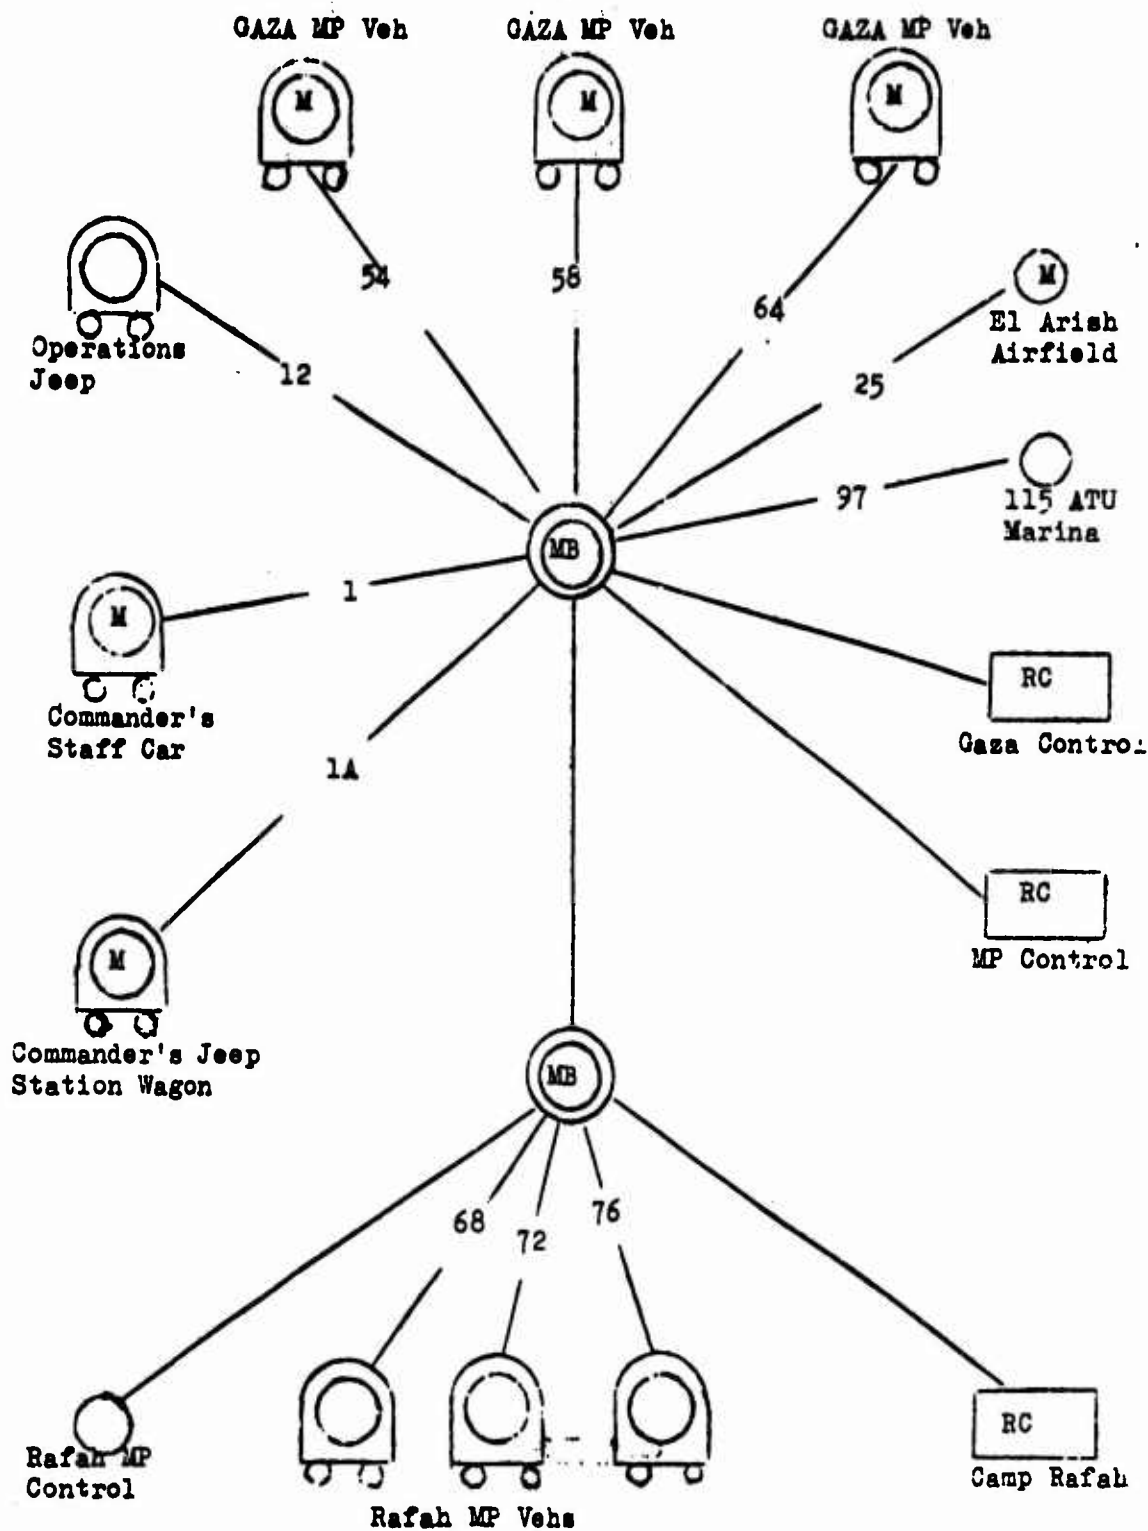 GAZA MP Veh GAZA MP Veh GAZA MP Veh
M M M
54 58 64
M
El Arish
Airfield
Operations
Jeep
12 25
97
115 ATU
Marina
MB
1
M
Commander's
Staff Car
RC
Gaza Control
1A
RC
MP Control
M
Commander's Jeep
Station Wagon
MB
68 72 76
Rafah MP
Control
RC
Camp Rafah
Rafah MP Vehs